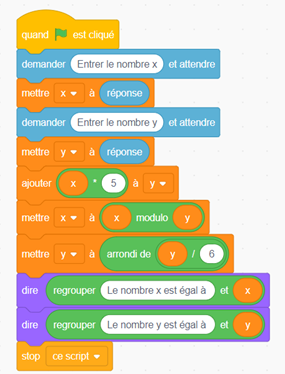 quand est cliqué
demander Entrer le nombre x et attendre
mettre x à réponse
demander Entrer le nombre y et attendre
mettre y à réponse
ajouter x * 5 à y
mettre x à x modulo y
mettre y à arrondi de y / 6
dire regrouper Le nombre x est égal à et x
dire regrouper Le nombre y est égal à et y
stop ce script